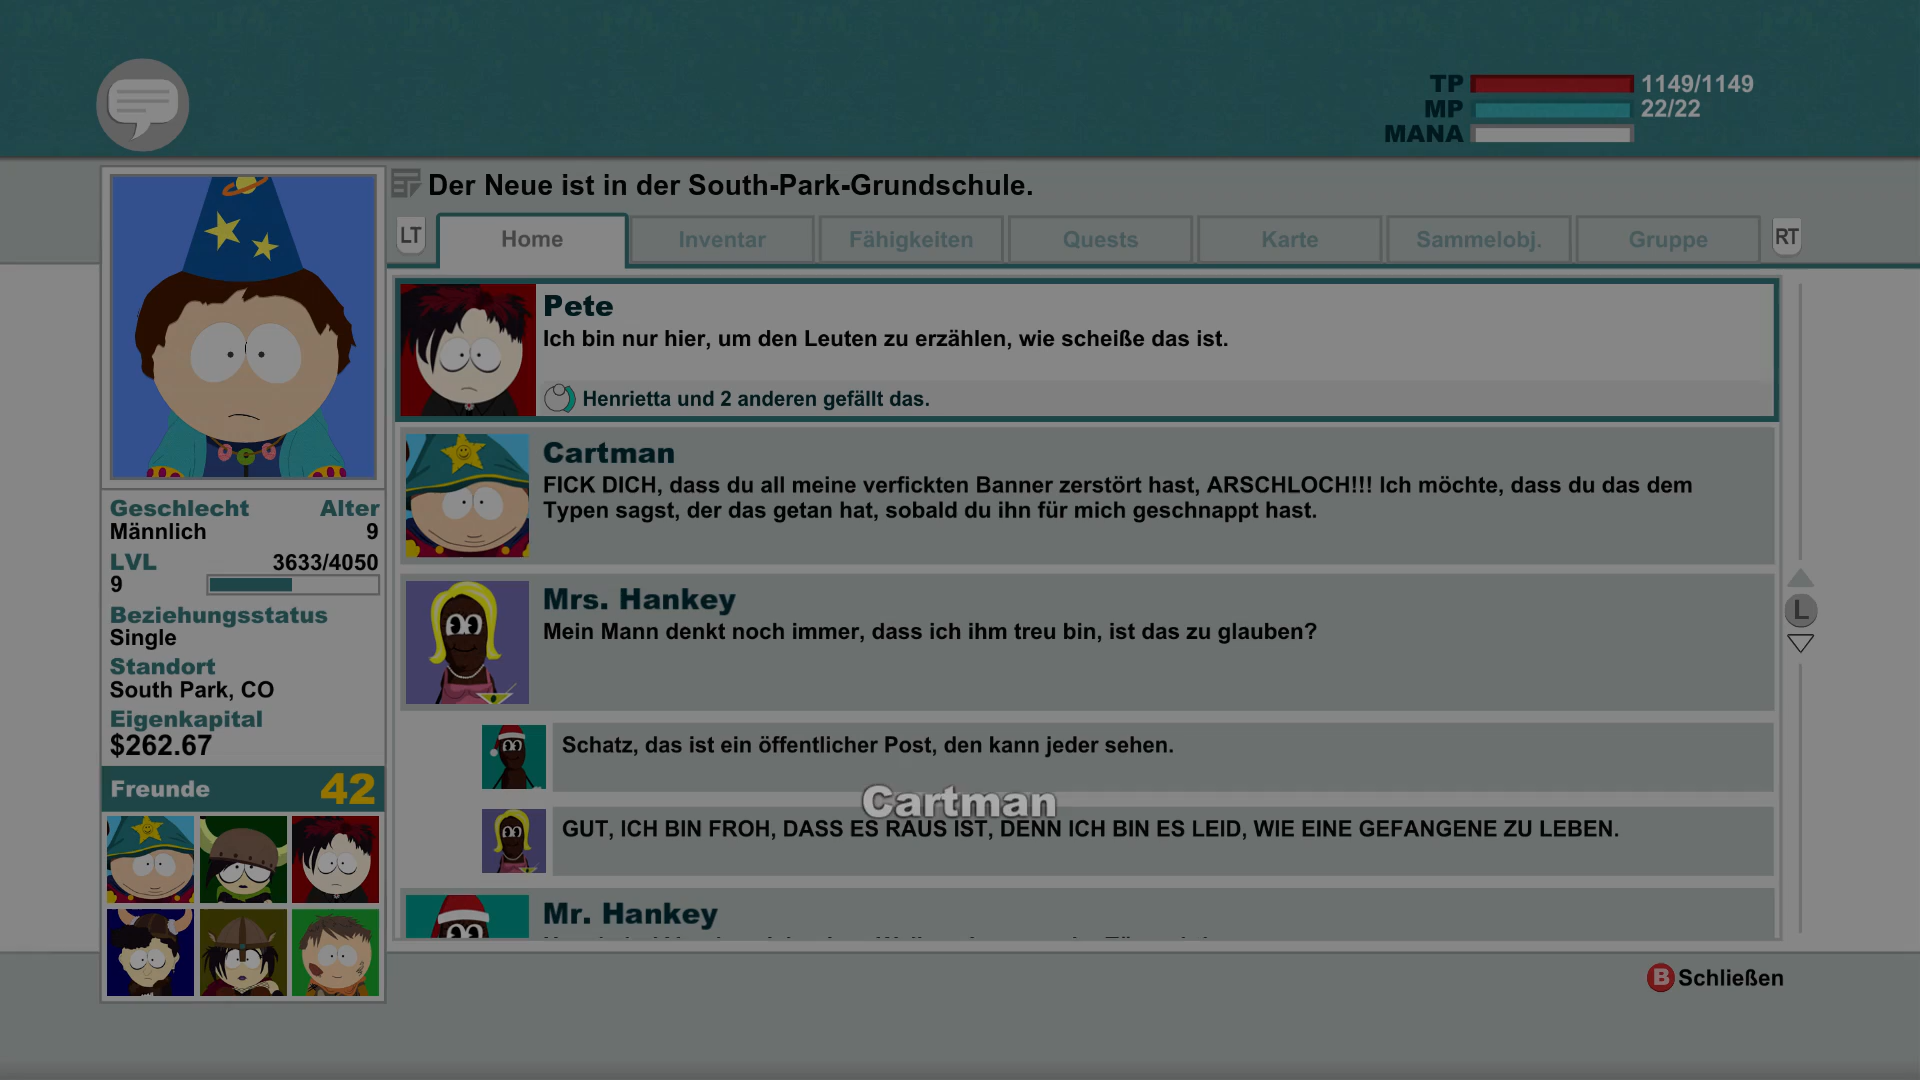 TP 1149/1149
MP 22/22
MANA
Der Neue ist in der South-Park-Grundschule.
LT Home Inventar Fähigkeiten Quests Karte Sammelobj. Gruppe RT
Geschlecht Alter
Männlich 9
LVL 3633/4050
9
Beziehungsstatus
Single
Standort
South Park, CO
Eigenkapital
$262.67
Freunde 42
Pete
Ich bin nur hier, um den Leuten zu erzählen, wie scheiße das ist.
Henrietta und 2 anderen gefällt das.
Cartman
FICK DICH, dass du all meine verfickten Banner zerstört hast, ARSCHLOCH!!! Ich möchte, dass du das dem
Typen sagst, der das getan hat, sobald du ihn für mich geschnappt hast.
Mrs. Hankey
Mein Mann denkt noch immer, dass ich ihm treu bin, ist das zu glauben?
Schatz, das ist ein öffentlicher Post, den kann jeder sehen.
Cartman
GUT, ICH BIN FROH, DASS ES RAUS IST, DENN ICH BIN ES LEID, WIE EINE GEFANGENE ZU LEBEN.
Mr. Hankey
L
B Schließen